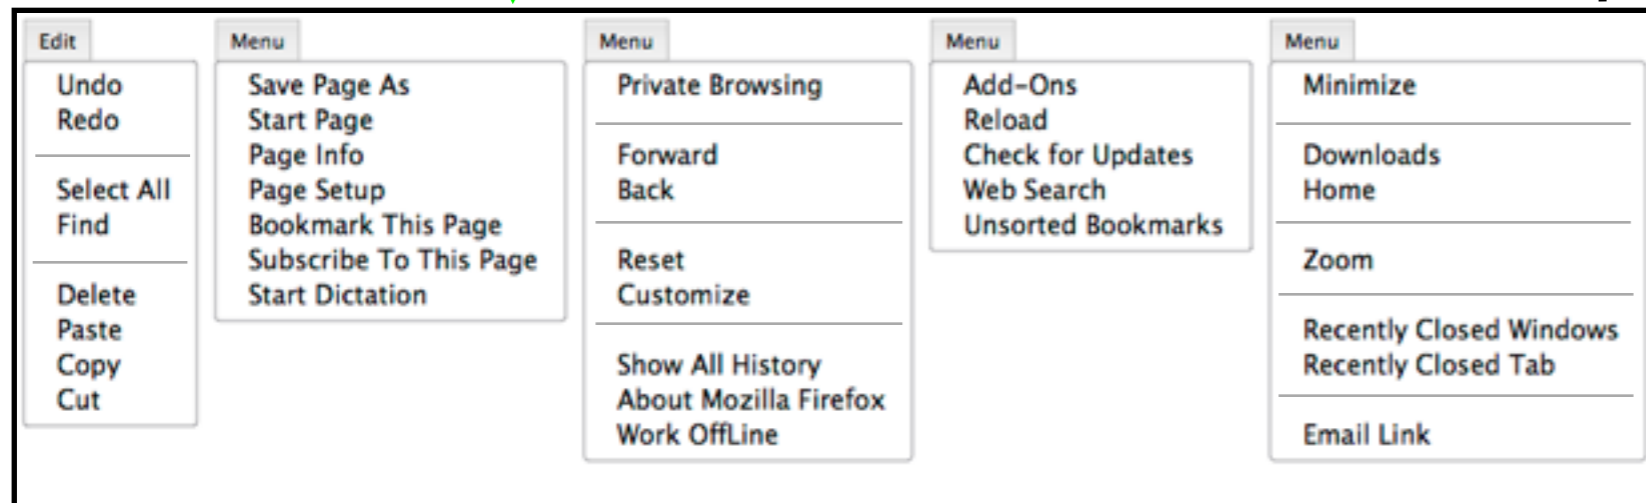 Edit
Undo
Redo
Select All
Find
Delete
Paste
Copy
Cut
Menu
Save Page As
Start Page
Page Info
Page Setup
Bookmark This Page
Subscribe To This Page
Start Dictation
Menu
Private Browsing
Forward
Back
Reset
Customize
Show All History
About Mozilla Firefox
Work OffLine
Menu
Add-Ons
Reload
Check for Updates
Web Search
Unsorted Bookmarks
Menu
Minimize
Downloads
Home
Zoom
Recently Closed Windows
Recently Closed Tab
Email Link